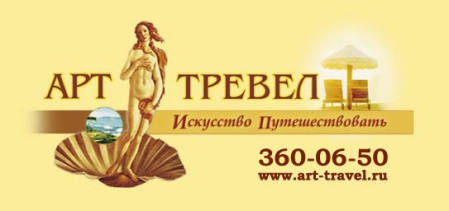 АРТ ТРЕВЕЛ
Искусство Путешествовать
360-06-50
www.art-travel.ru